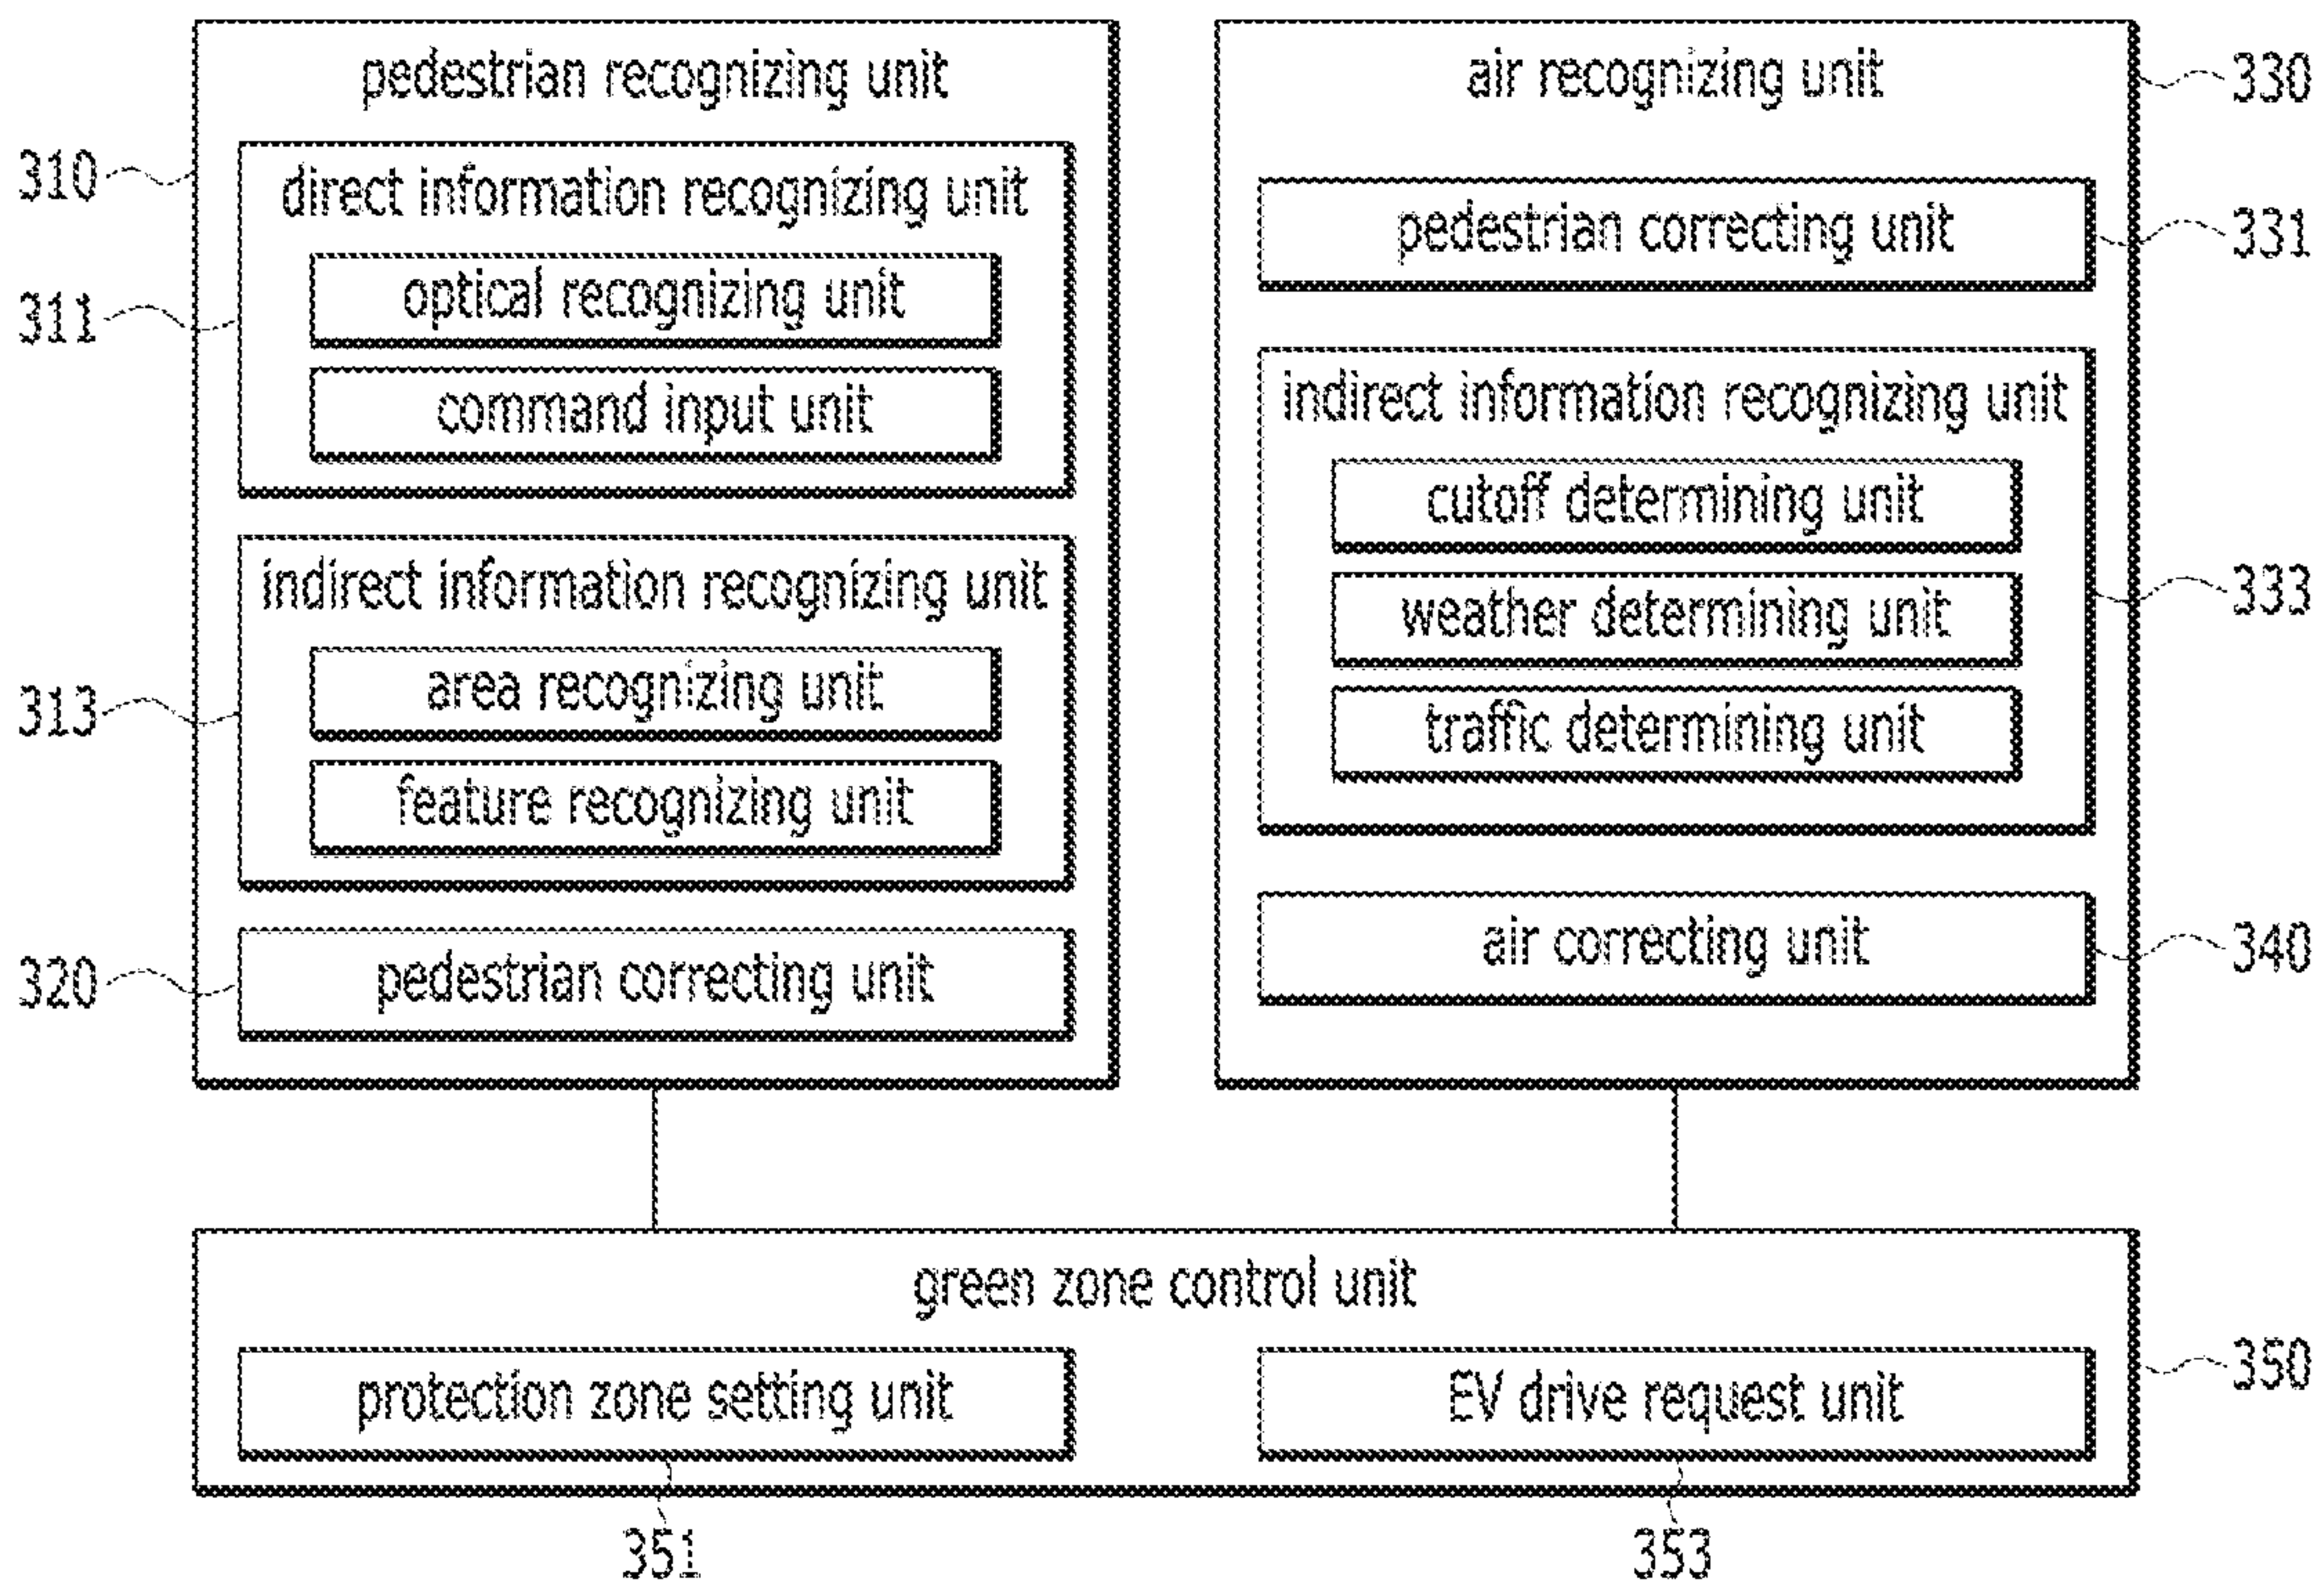 pedestrian recognizing unit
310
direct information recognizing unit
311
optical recognizing unit
command input unit
indirect information recognizing unit
313
area recognizing unit
feature recognizing unit
320
pedestrian correcting unit
air recognizing unit
330
pedestrian correcting unit
331
indirect information recognizing unit
cutoff determining unit
333
weather determining unit
traffic determining unit
air correcting unit
340
green zone control unit
350
protection zone setting unit
EV drive request unit
351
353